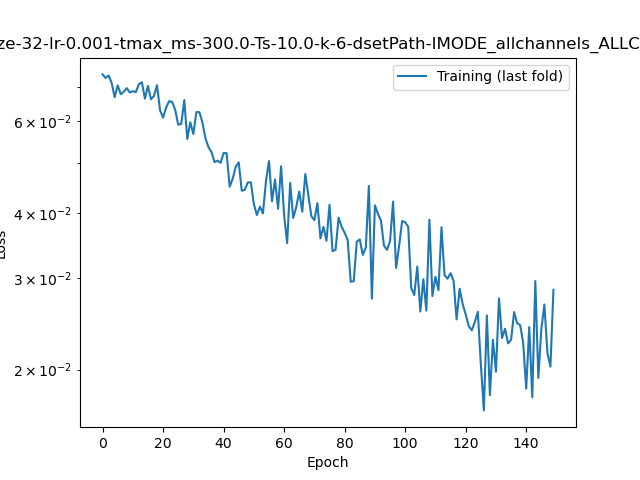 ze-32-lr-0.001-tmax_ms-300.0-Ts-10.0-k-6-dsetPath-IMODE_allchannels_ALLC
Training (last fold)
6 × 10⁻²
4 × 10⁻²
3 × 10⁻²
2 × 10⁻²
Loss
0 20 40 60 80 100 120 140
Epoch